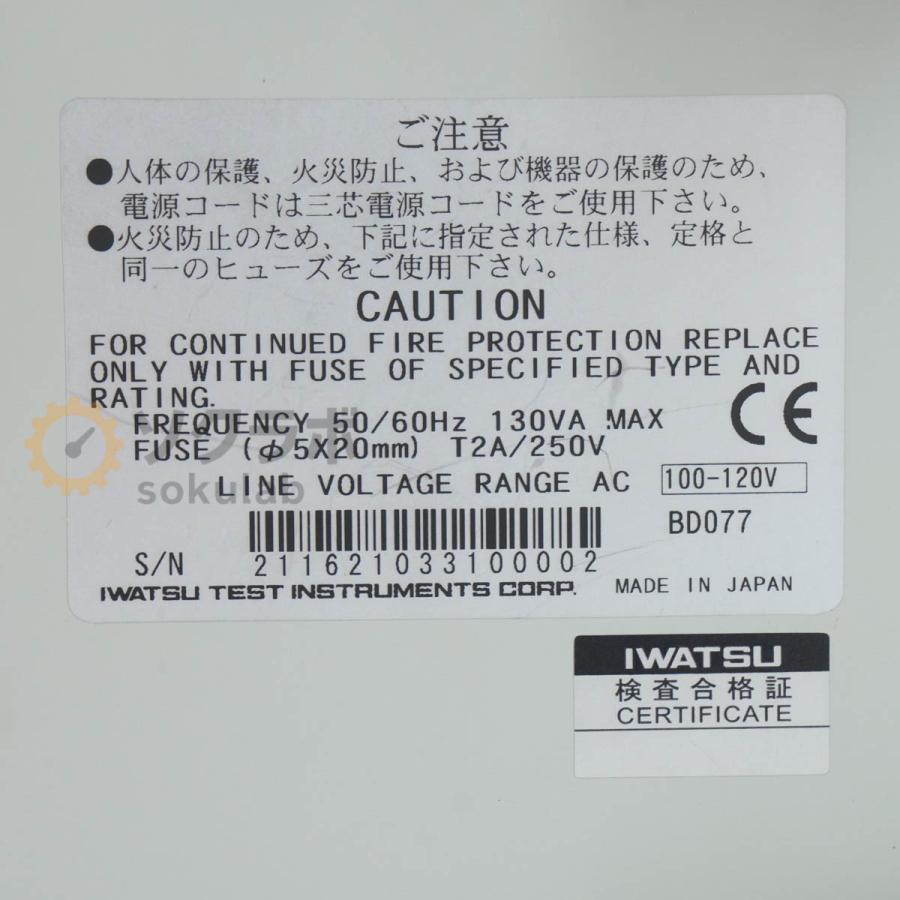 ご注意
●人体の保護、火災防止、および機器の保護のため、
電源コードは三芯電源コードをご使用下さい。
●火災防止のため、下記に指定された仕様、定格と
同一のヒューズをご使用下さい。
CAUTION
FOR CONTINUED FIRE PROTECTION REPLACE
ONLY WITH FUSE OF SPECIFIED TYPE AND
RATING.
FREQUENCY 50/60Hz 130VA MAX
FUSE (φ5X20mm) T2A/250V
CE
ソクラボ
sokulab
LINE VOLTAGE RANGE AC 100-120V
BD077
S/N 211621033100002
IWATSU TEST INSTRUMENTS CORP. MADE IN JAPAN
IWATSU
検査合格証
CERTIFICATE